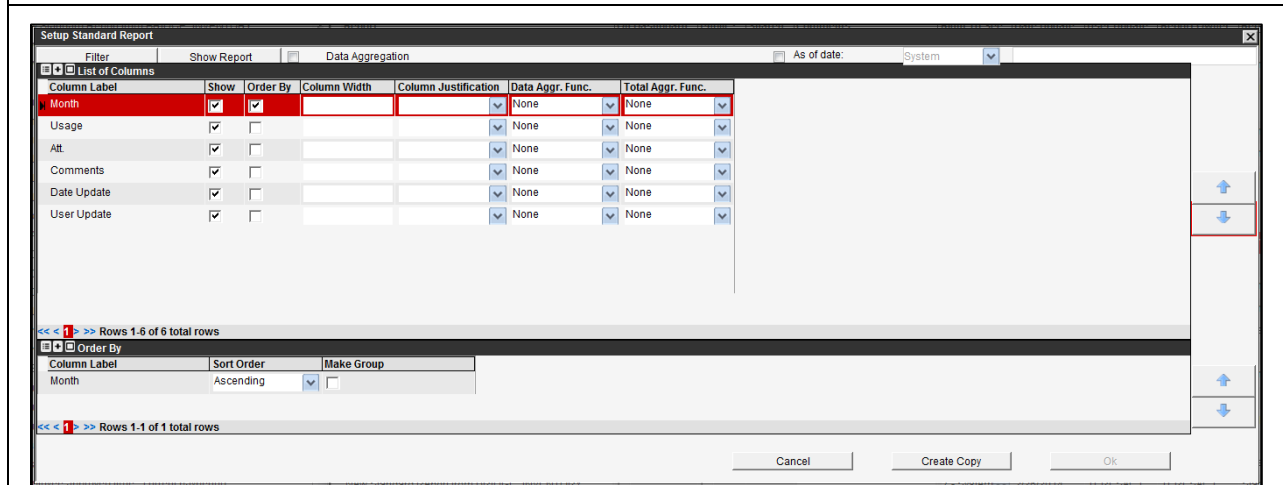 Setup Standard Report
Filter Show Report Data Aggregation As of date: System
List of Columns
Column Label Show Order By Column Width Column Justification Data Aggr. Func. Total Aggr. Func.
Month None None
Usage None None
Att. None None
Comments None None
Date Update None None
User Update None None
<< < 1 > >> Rows 1-6 of 6 total rows
Order By
Column Label Sort Order Make Group
Month Ascending
<< < 1 > >> Rows 1-1 of 1 total rows
Cancel Create Copy Ok